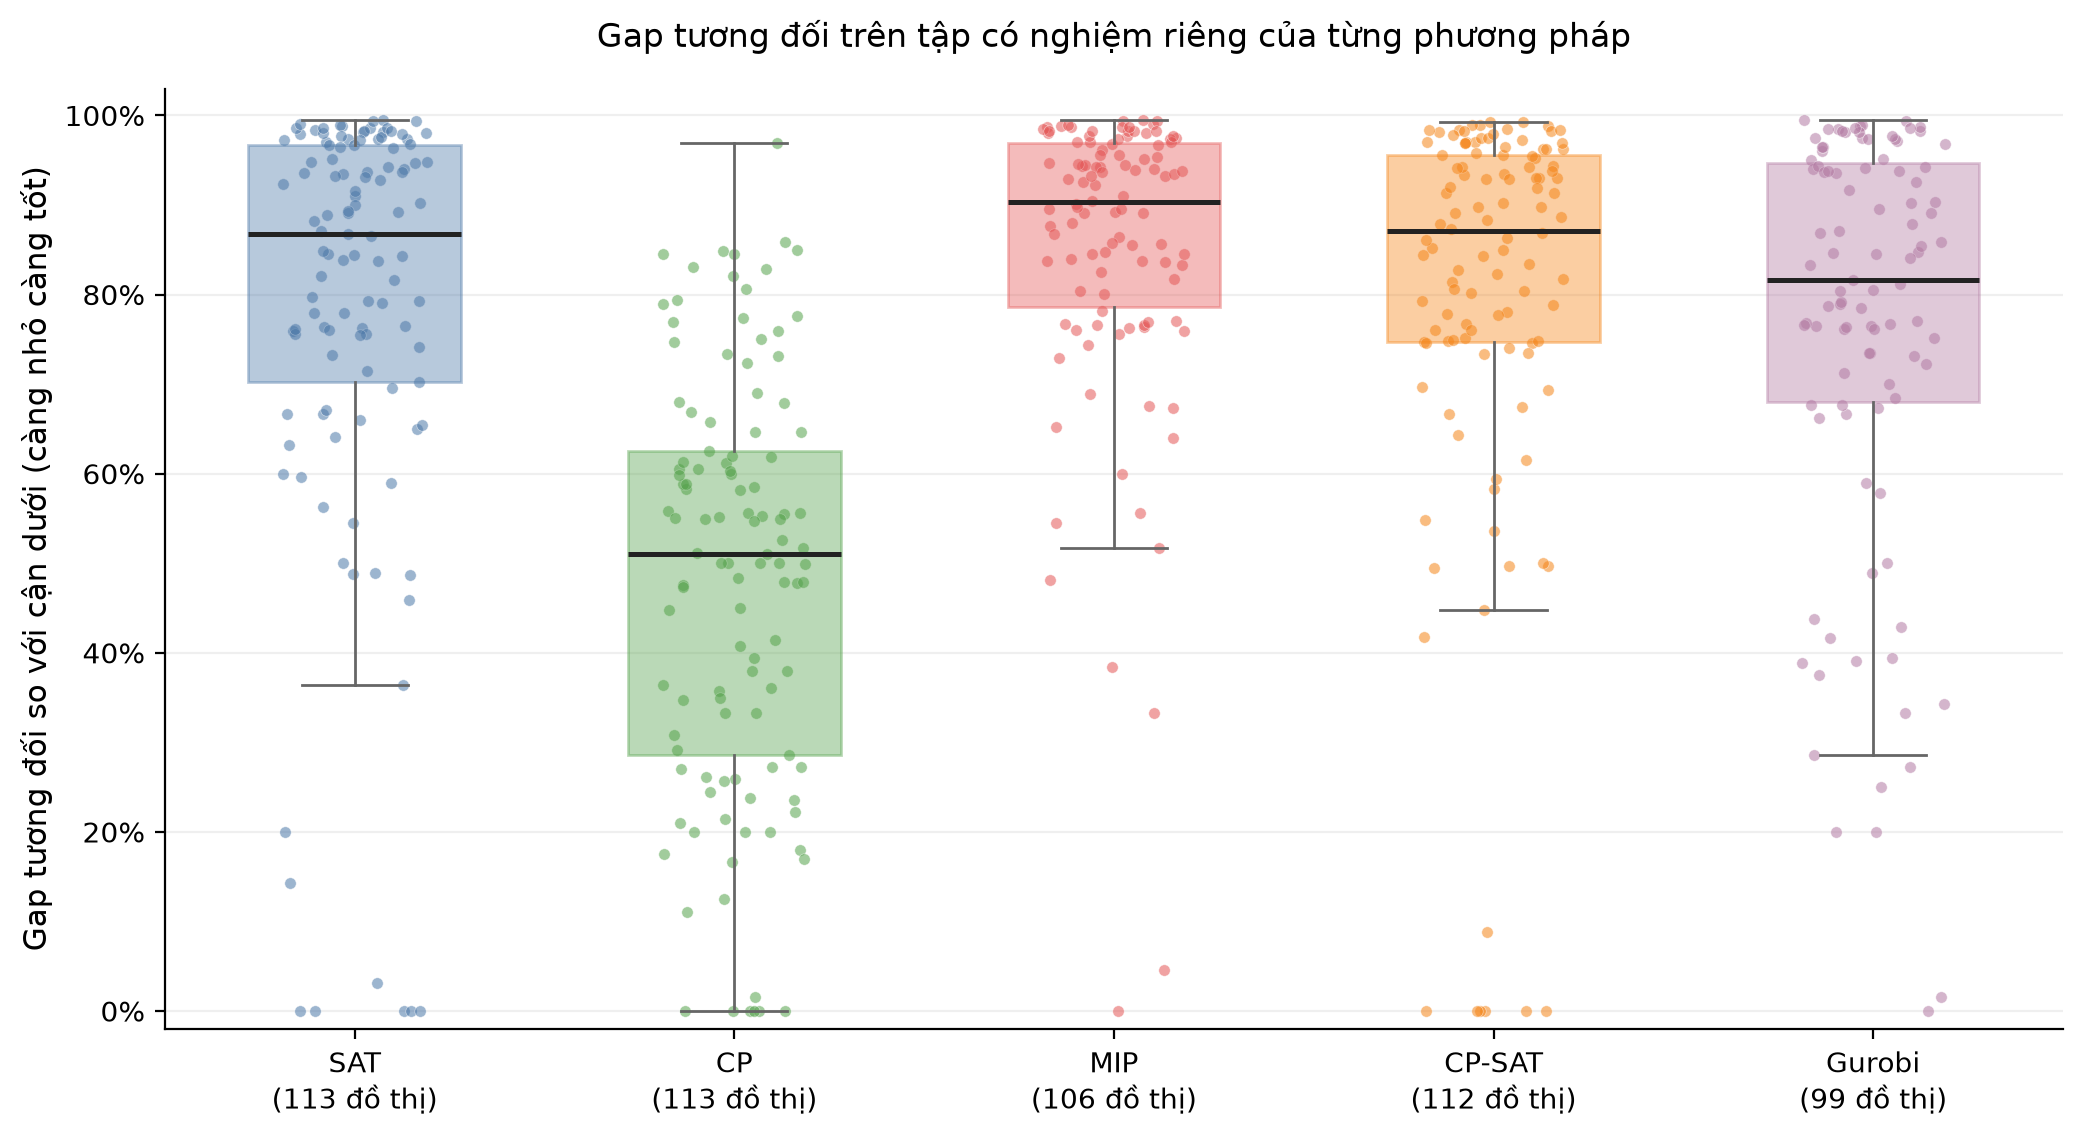 Gap tương đối trên tập có nghiệm riêng của từng phương pháp
Gap tương đối so với cận dưới (càng nhỏ càng tốt)
100%
80%
60%
40%
20%
0%
SAT
(113 đồ thị)
CP
(113 đồ thị)
MIP
(106 đồ thị)
CP-SAT
(112 đồ thị)
Gurobi
(99 đồ thị)